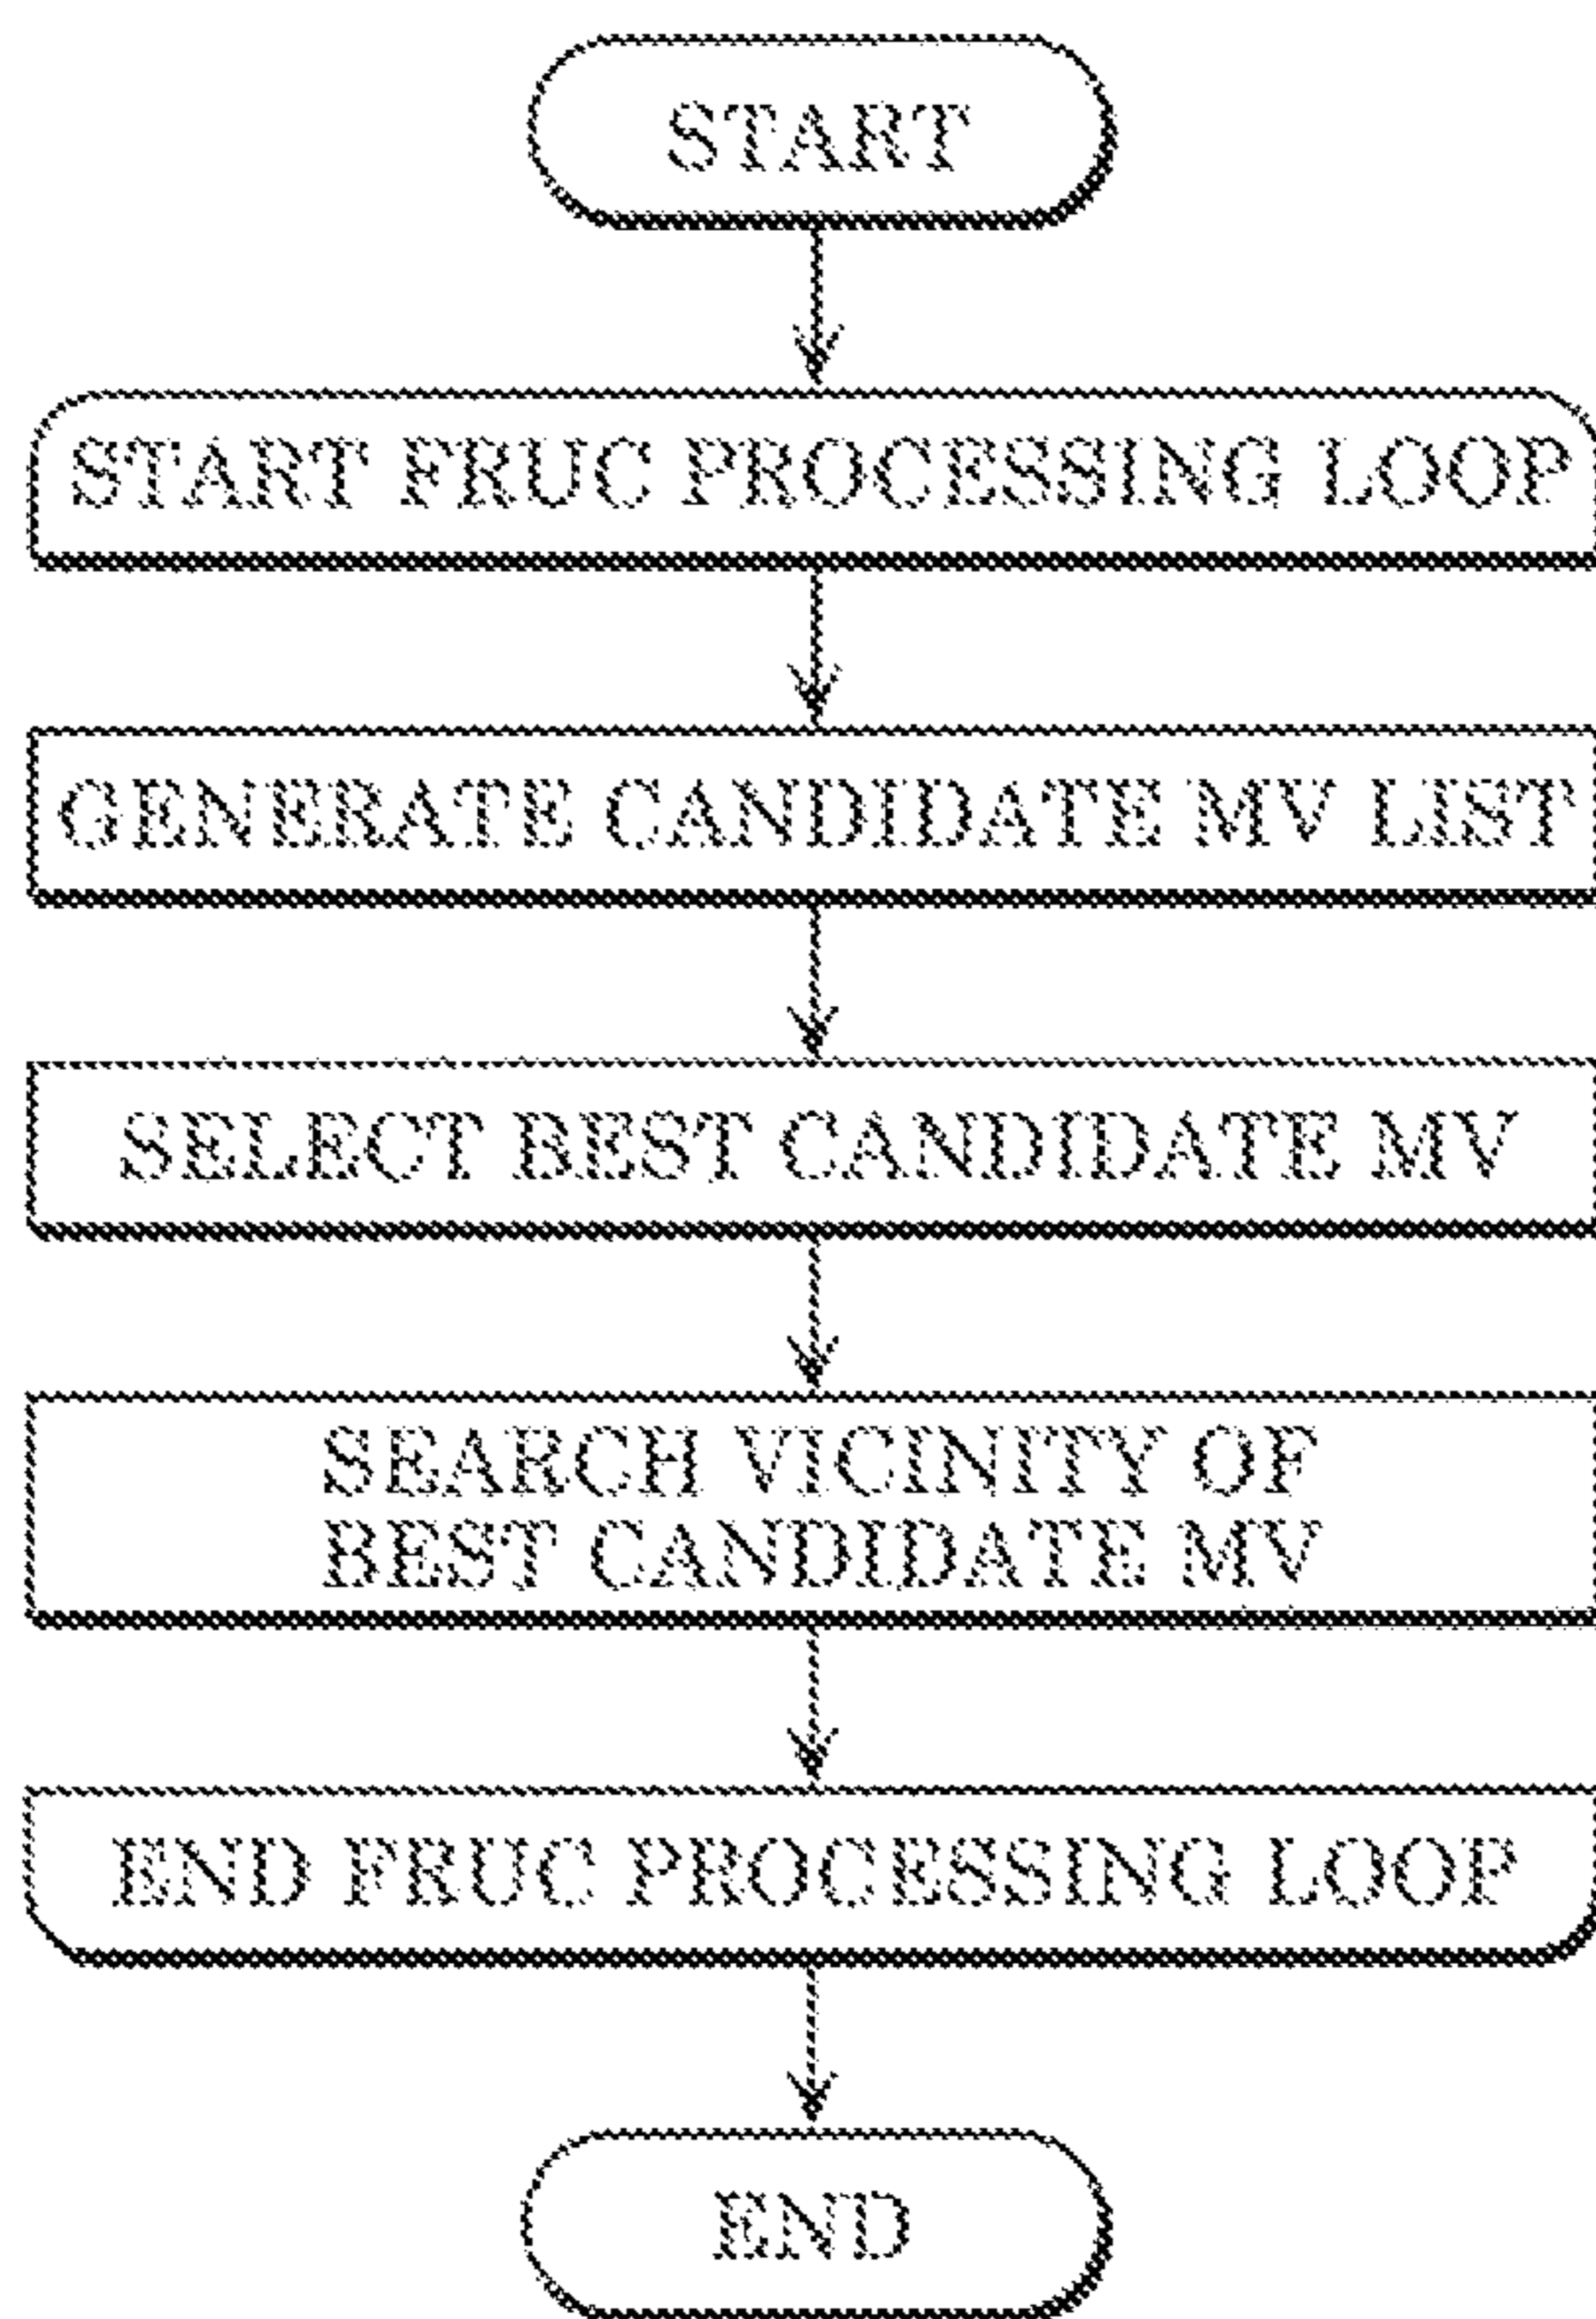 START
START FRUC PROCESSING LOOP
GENERATE CANDIDATE MV LIST
SELECT BEST CANDIDATE MV
SEARCH VICINITY OF
BEST CANDIDATE MV
END FRUC PROCESSING LOOP
END